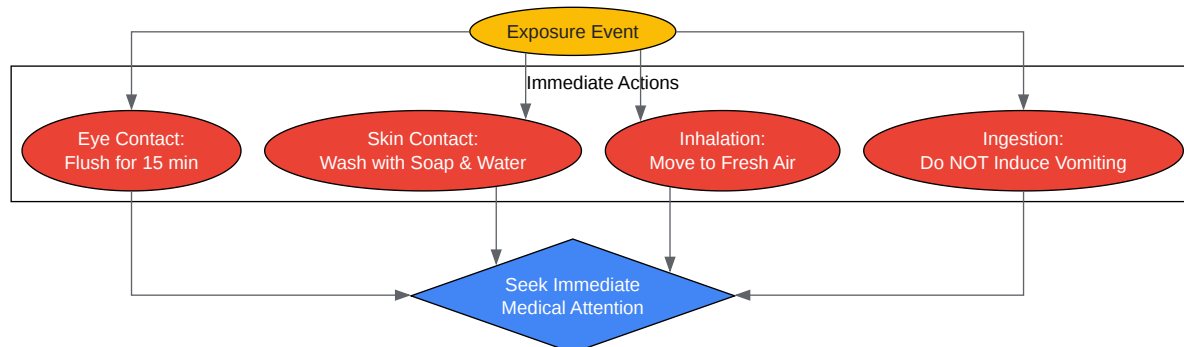 Exposure Event
Immediate Actions
Eye Contact:
Flush for 15 min
Skin Contact:
Wash with Soap & Water
Inhalation:
Move to Fresh Air
Ingestion:
Do NOT Induce Vomiting
Seek Immediate
Medical Attention